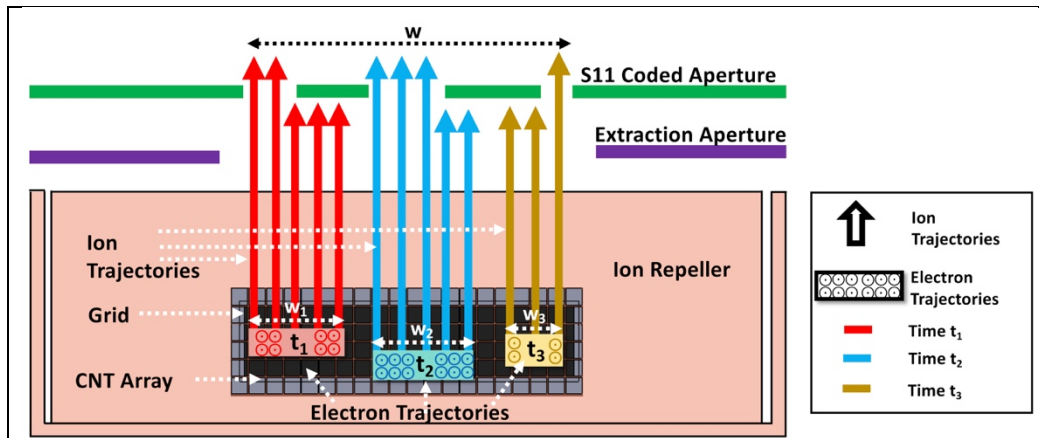 w
S11 Coded Aperture
Extraction Aperture
Ion
Trajectories
Ion Repeller
Grid
w₁
w₂
w₃
t₁
t₂
t₃
CNT Array
Electron Trajectories
Ion
Trajectories
Electron
Trajectories
Time t₁
Time t₂
Time t₃